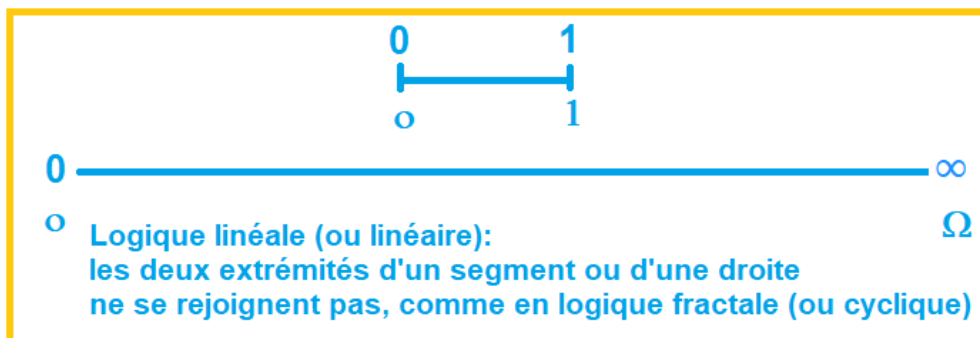 0 1
o 1
0 ∞
o Ω
Logique linéale (ou linéaire):
les deux extrémités d'un segment ou d'une droite
ne se rejoignent pas, comme en logique fractale (ou cyclique)